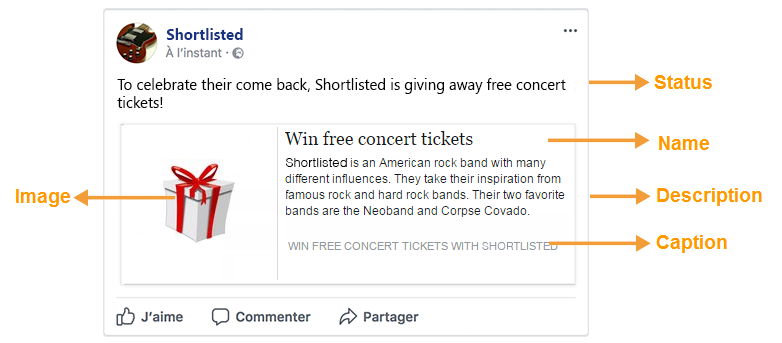 Shortlisted
À l'instant ·
To celebrate their come back, Shortlisted is giving away free concert
tickets!
Status
Win free concert tickets
Name
Shortlisted is an American rock band with many
different influences. They take their inspiration from
famous rock and hard rock bands. Their two favorite
bands are the Neoband and Corpse Covado.
Image
Description
WIN FREE CONCERT TICKETS WITH SHORTLISTED
Caption
J'aime
Commenter
Partager